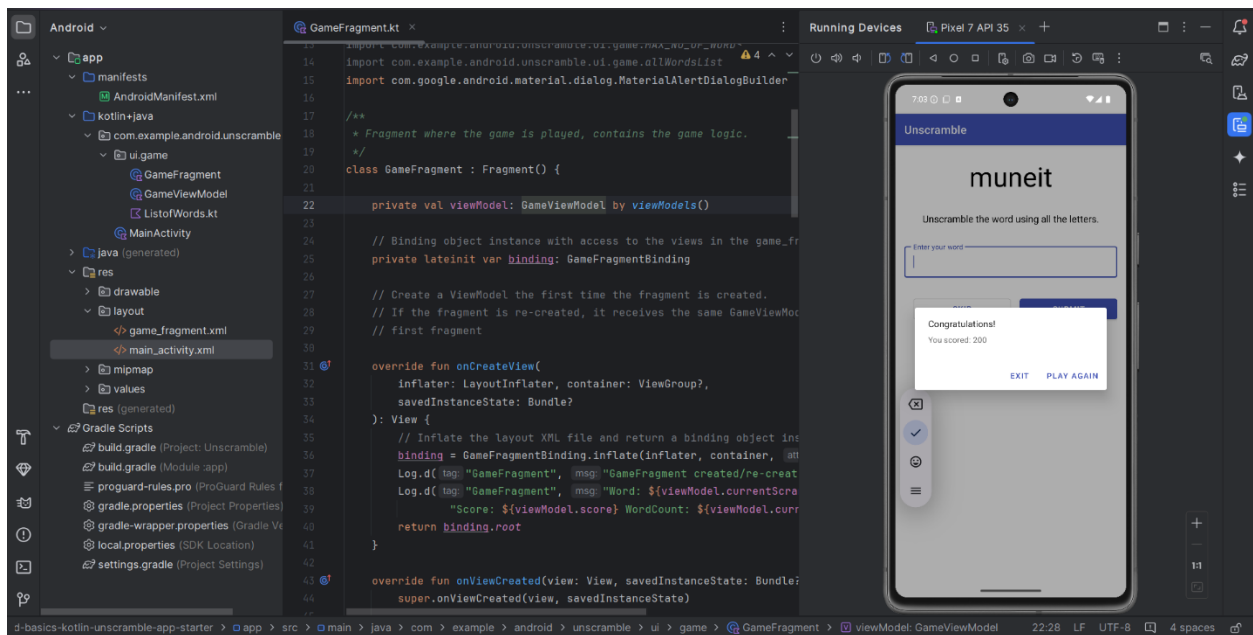 Android
app
manifests
AndroidManifest.xml
kotlin+java
com.example.android.unscramble
ui.game
GameFragment
GameViewModel
ListofWords.kt
MainActivity
java (generated)
res
drawable
layout
game_fragment.xml
main_activity.xml
mipmap
values
res (generated)
Gradle Scripts
build.gradle (Project: Unscramble)
build.gradle (Module :app)
proguard-rules.pro (ProGuard Rules f
gradle.properties (Project Properties)
gradle-wrapper.properties (Gradle Ve
local.properties (SDK Location)
settings.gradle (Project Settings)
GameFragment.kt
4
13 import com.example.android.unscramble.ui.game.MAX_NO_OF_WORD
14 import com.example.android.unscramble.ui.game.allWordsList
15 import com.google.android.material.dialog.MaterialAlertDialogBuilder
16
17 /**
18 * Fragment where the game is played, contains the game logic.
19 */
20 class GameFragment : Fragment() {
21
22 private val viewModel: GameViewModel by viewModels()
23
24 // Binding object instance with access to the views in the game_fr
25 private lateinit var binding: GameFragmentBinding
26
27 // Create a ViewModel the first time the fragment is created.
28 // If the fragment is re-created, it receives the same GameViewMod
29 // first fragment
30
31 override fun onCreateView(
32 inflater: LayoutInflater, container: ViewGroup?,
33 savedInstanceState: Bundle?
34 ): View {
35 // Inflate the layout XML file and return a binding object ins
36 binding = GameFragmentBinding.inflate(inflater, container, att
37 Log.d( tag: "GameFragment", msg: "GameFragment created/re-creat
38 Log.d( tag: "GameFragment", msg: "Word: ${viewModel.currentScra
39 "Score: ${viewModel.score} WordCount: ${viewModel.curr
40 return binding.root
41 }
42
43 override fun onViewCreated(view: View, savedInstanceState: Bundle?
44 super.onViewCreated(view, savedInstanceState)
Running Devices
Pixel 7 API 35
7:03
Unscramble
muneit
Unscramble the word using all the letters.
Enter your word
Congratulations!
You scored: 200
EXIT PLAY AGAIN
1:1
d-basics-kotlin-unscramble-app-starter > app > src > main > java > com > example > android > unscramble > ui > game > GameFragment > viewModel: GameViewModel 22:28 LF UTF-8 4 spaces